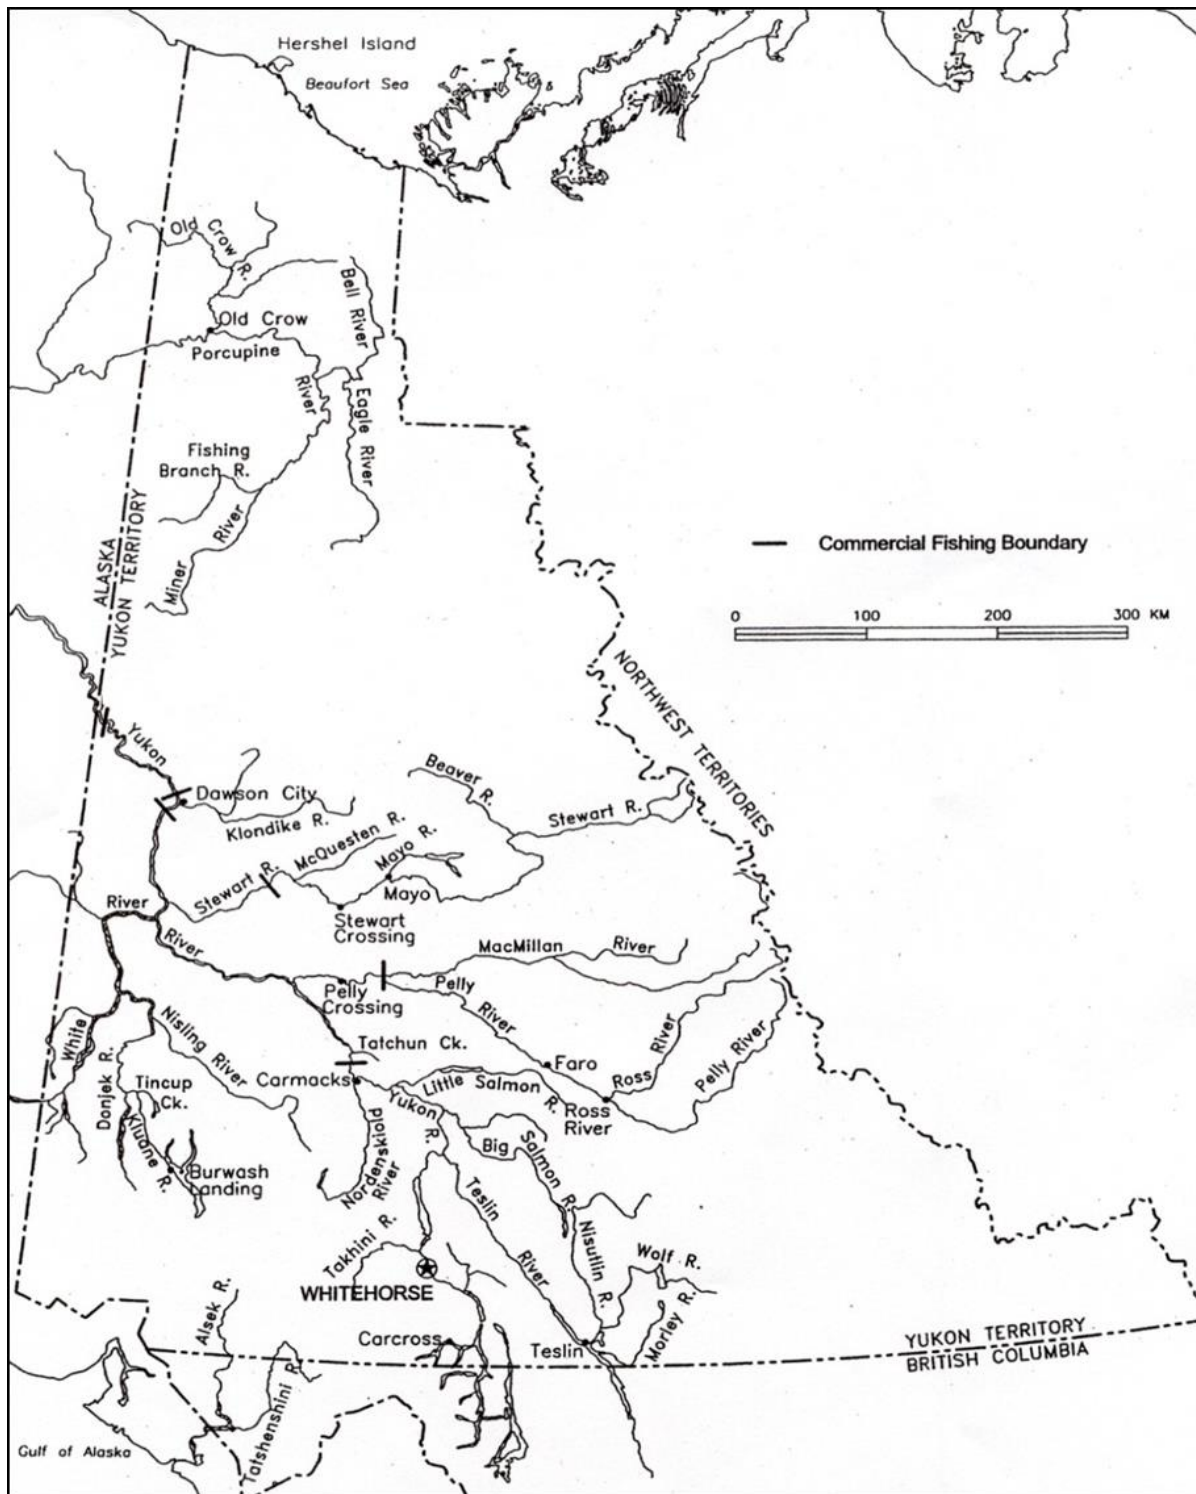 Hershel Island
Beaufort Sea
Old Crow R.
Bell River
Old Crow
Porcupine
River
Eagle River
Fishing
Branch R.
River
Miner
ALASKA
YUKON TERRITORY
Commercial Fishing Boundary
0 100 200 300 KM
NORTHWEST TERRITORIES
Yukon
Beaver R.
Dawson City
Klondike R.
Stewart R.
McQuesten R.
Mayo R.
Stewart R.
Mayo
River
Stewart
Crossing
River
MacMillan River
Pelly
Crossing
Pelly
River
White
Nisling River
Tatchun Ck.
Faro
River
Pelly River
Donjek R.
Tincup
Ck.
Carmacks
Little Salmon R.
Ross
Ross
River
Yukon R.
Kluane R.
Big Salmon R.
Burwash
Landing
Nordenskiold
River
Teslin
River
Takhini R.
Nisutlin R.
Wolf R.
WHITEHORSE
Alsek R.
Morley R.
Carcross
Teslin
YUKON TERRITORY
BRITISH COLUMBIA
Tatshenshini R.
Gulf of Alaska